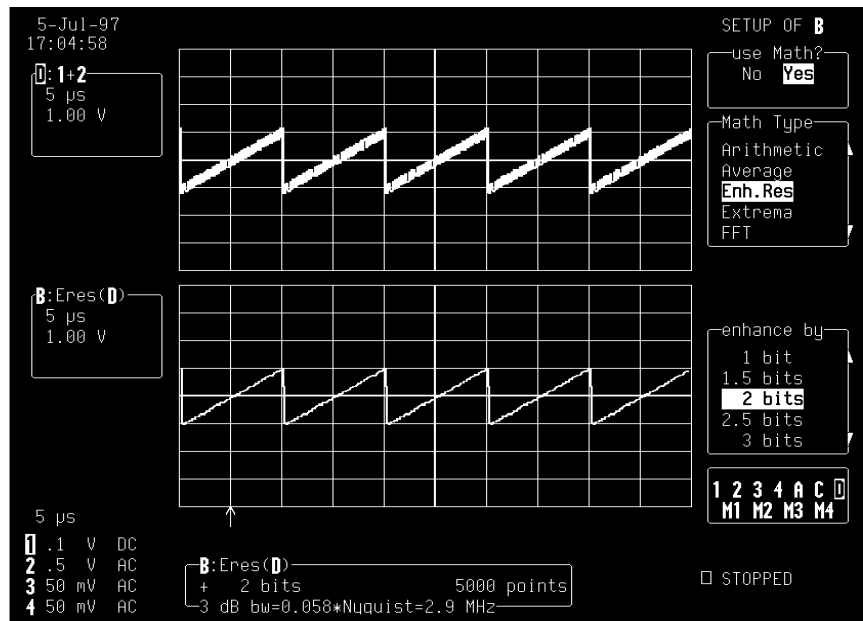 5-Jul-97
17:04:58
D:1+2
5 µs
1.00 V
B:Eres(D)
5 µs
1.00 V
5 µs
1 .1 V DC
2 .5 V AC
3 50 mV AC
4 50 mV AC
B:Eres(D)
+ 2 bits 5000 points
3 dB bw=0.058*Nyquist=2.9 MHz
SETUP OF B
use Math?
No Yes
Math Type
Arithmetic
Average
Enh.Res
Extrema
FFT
enhance by
1 bit
1.5 bits
2 bits
2.5 bits
3 bits
1 2 3 4 A C D
M1 M2 M3 M4
STOPPED